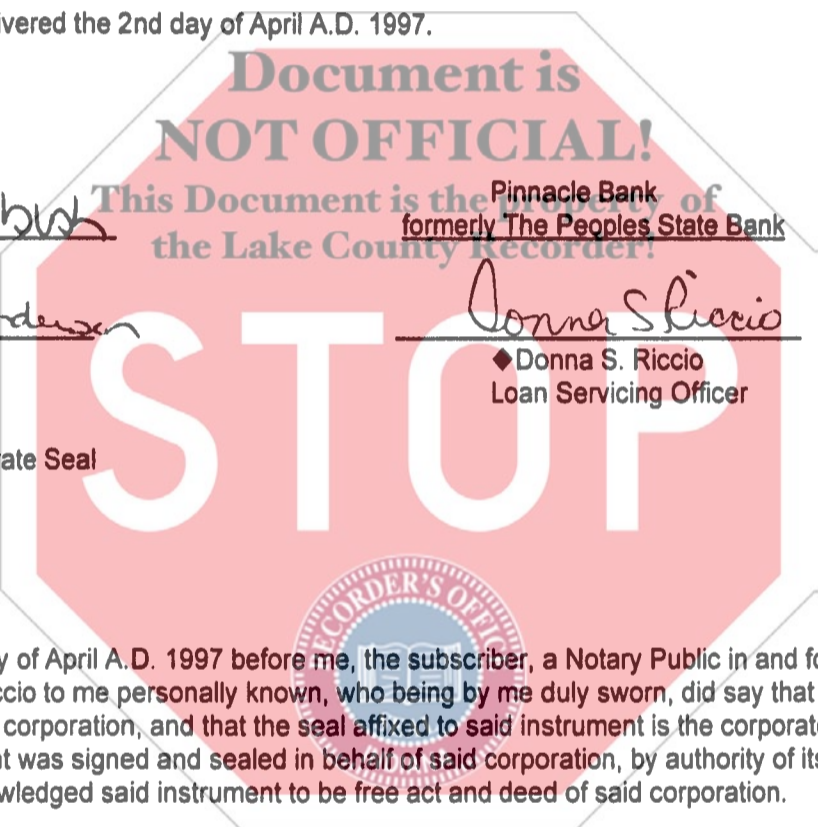 ivered the 2nd day of April A.D. 1997.
Document is
NOT OFFICIAL!
This Document is the property of
the Lake County Recorder!
Pinnacle Bank
formerly The Peoples State Bank
Donna S Riccio
◆Donna S. Riccio
Loan Servicing Officer
ate Seal
STOP
RECORDER'S OFFIC
y of April A.D. 1997 before me, the subscriber, a Notary Public in and fo
ccio to me personally known, who being by me duly sworn, did say that
corporation, and that the seal affixed to said instrument is the corporate
t was signed and sealed in behalf of said corporation, by authority of its
wledged said instrument to be free act and deed of said corporation.